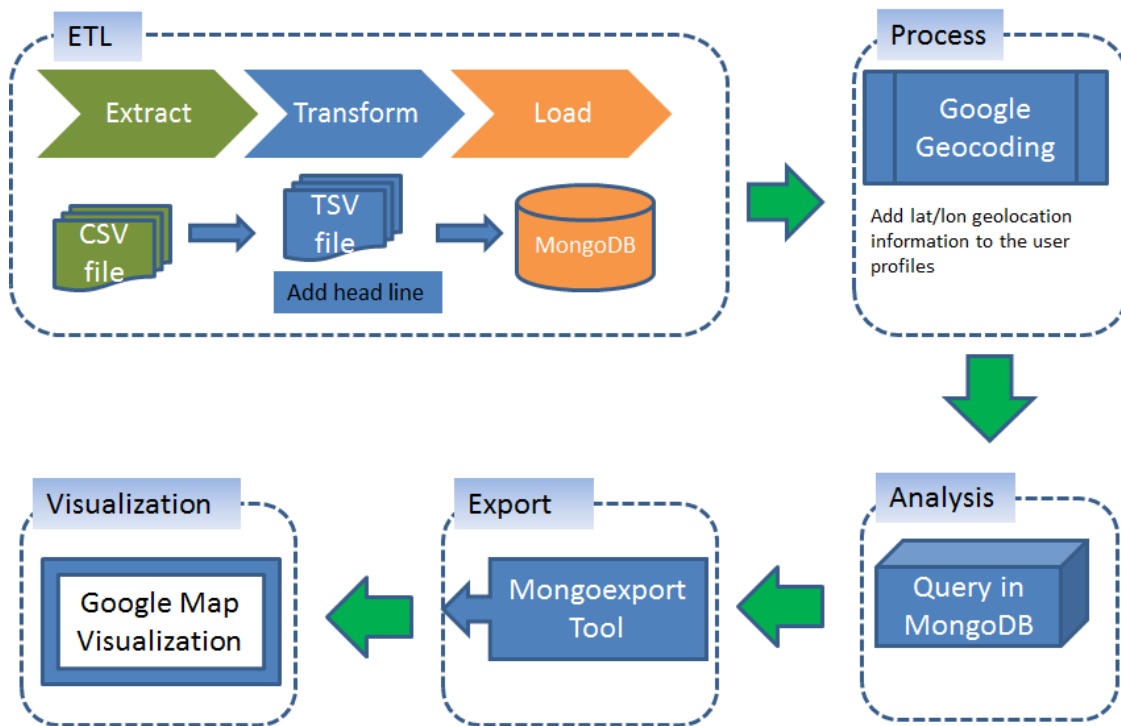 ETL
Extract
Transform
Load
CSV
file
TSV
file
Add head line
MongoDB
Process
Google
Geocoding
Add lat/lon geolocation
information to the user
profiles
Visualization
Google Map
Visualization
Export
Mongoexport
Tool
Analysis
Query in
MongoDB